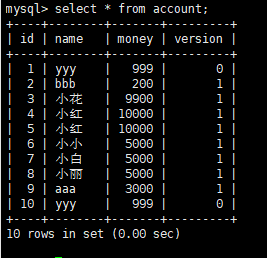 mysql> select * from account;
+----+--------+-------+---------+
| id | name | money | version |
+----+--------+-------+---------+
| 1 | yyy | 999 | 0 |
| 2 | bbb | 200 | 1 |
| 3 | 小花 | 9900 | 1 |
| 4 | 小红 | 10000 | 1 |
| 5 | 小红 | 10000 | 1 |
| 6 | 小小 | 5000 | 1 |
| 7 | 小白 | 5000 | 1 |
| 8 | 小丽 | 5000 | 1 |
| 9 | aaa | 3000 | 1 |
| 10 | yyy | 999 | 0 |
+----+--------+-------+---------+
10 rows in set (0.00 sec)